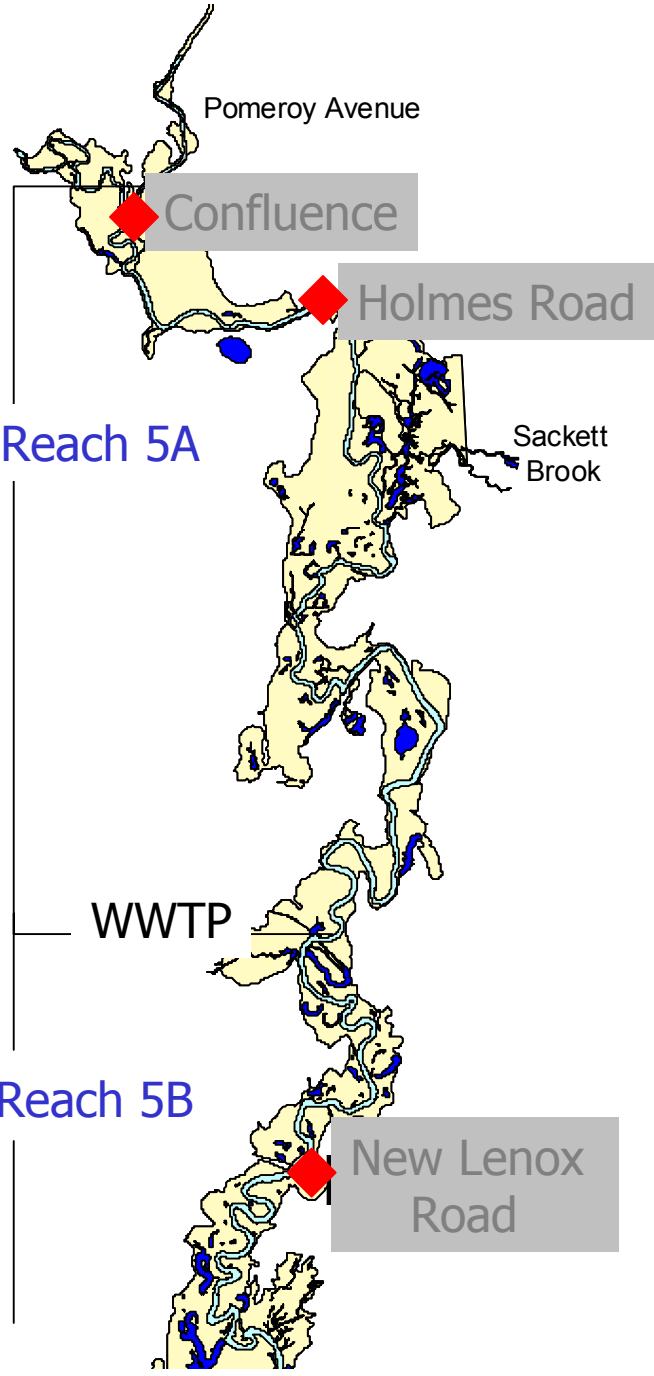 Pomeroy Avenue
Confluence
Holmes Road
Reach 5A
Sackett
Brook
WWTP
Reach 5B
New Lenox
Road